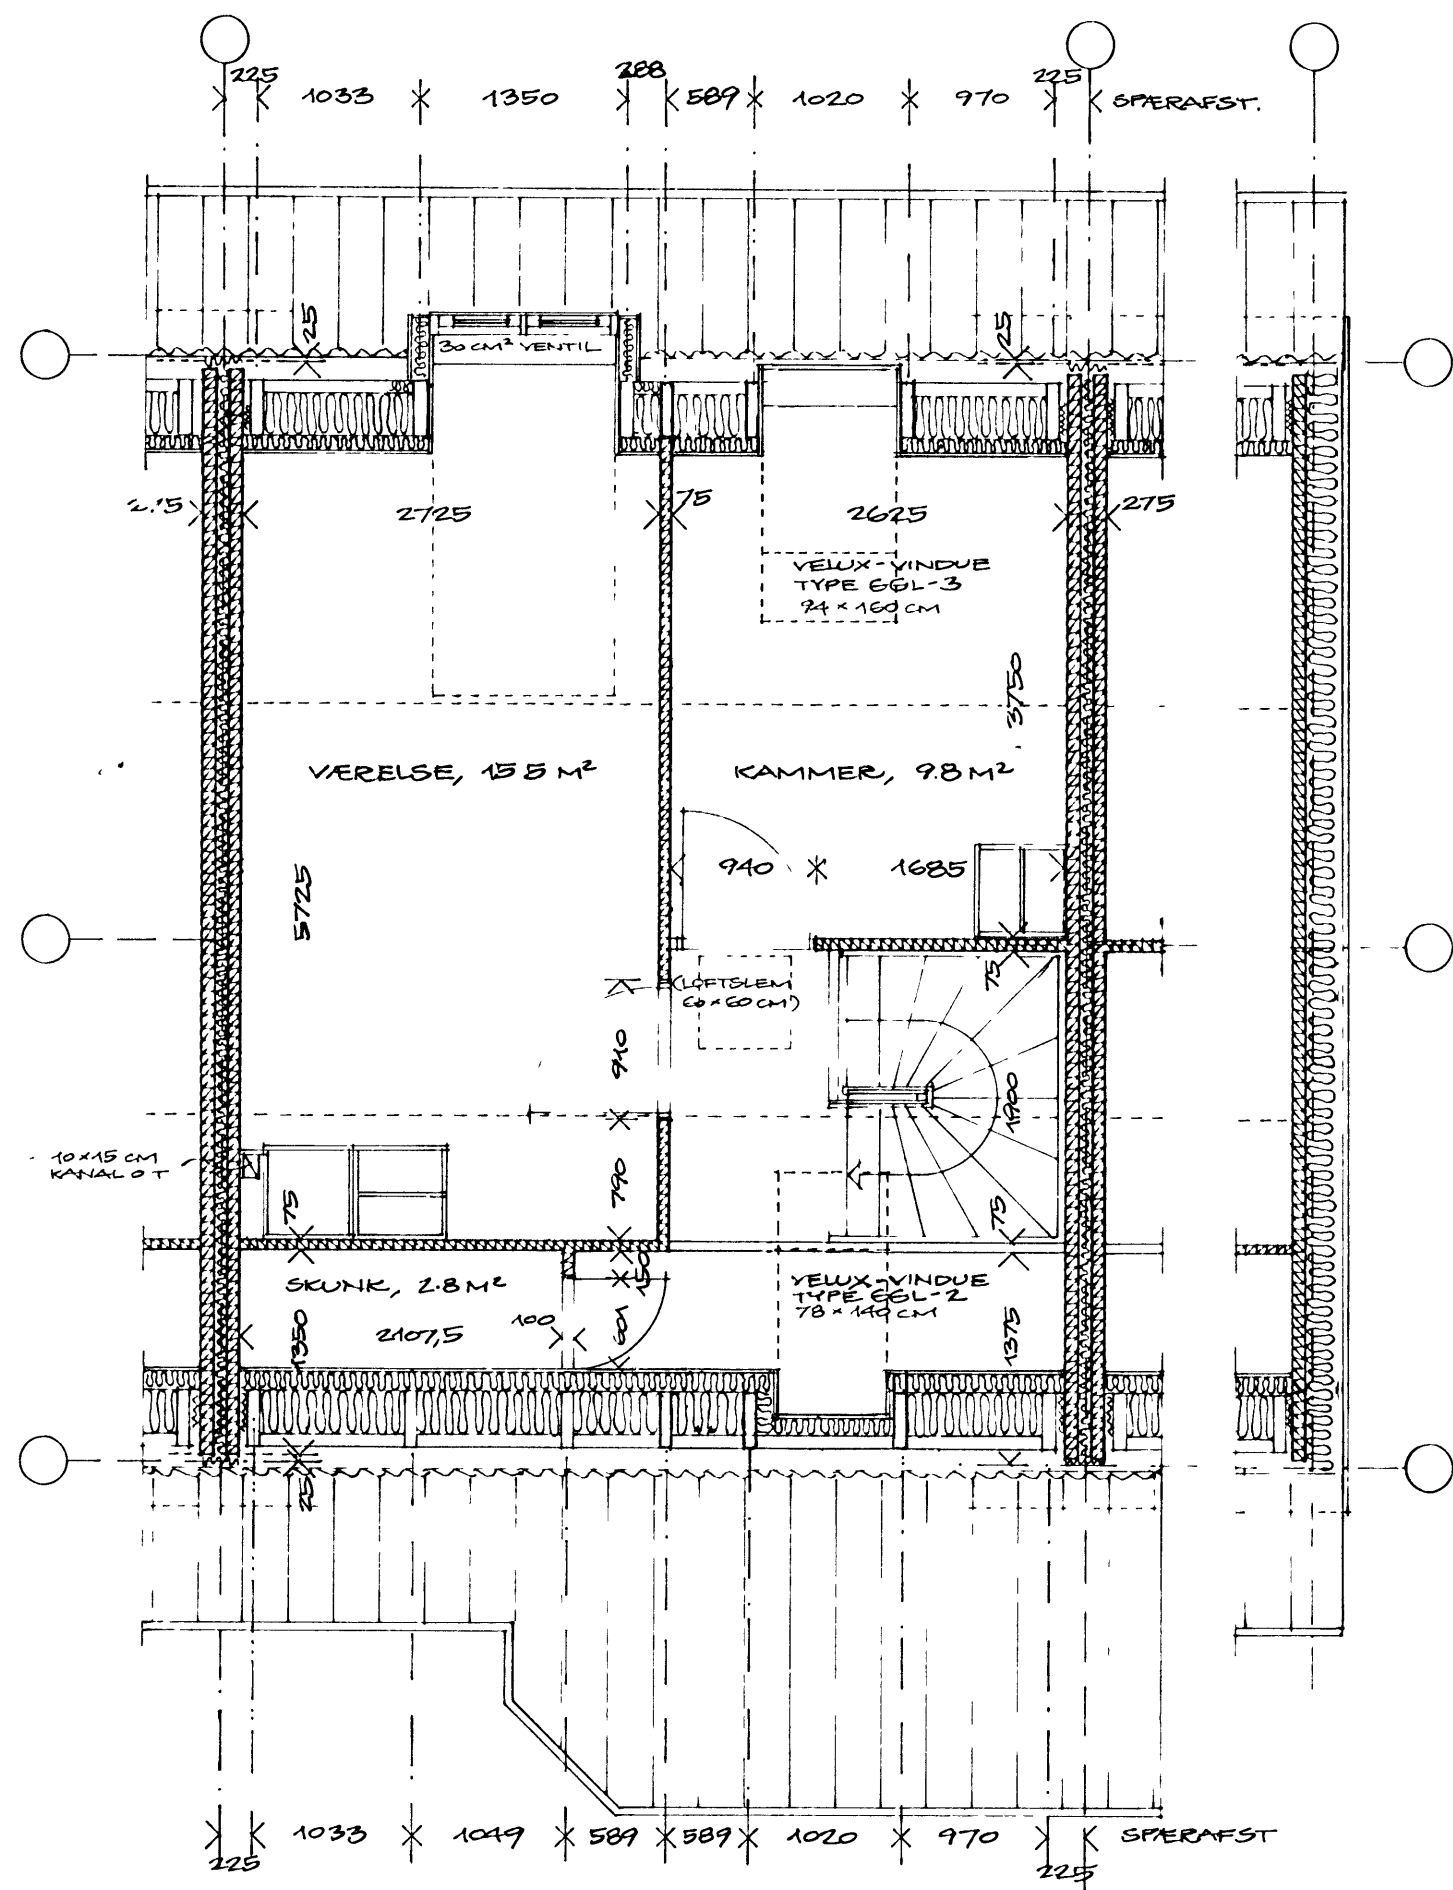 225 1033 1350 288 589 1020 970 225 SPÆRAFST.
25 25
30 CM² VENTIL
2725 75 2625 275
VELUX-VINDUE
TYPE GGL-3
94 × 160 CM
3750
VÆRELSE, 15.5 M² KAMMER, 9.8 M²
940 1685
5725
75
(LOFTSLEM
60 × 60 CM)
910
1900
10×15 CM
790
75 75
150
SKUNK, 2.8 M²
VELUX-VINDUE
TYPE GGL-2
78 × 140 CM
2107,5 100 601
1350 1375
25
1033 1049 589 589 1020 970 SPÆRAFST
225 225